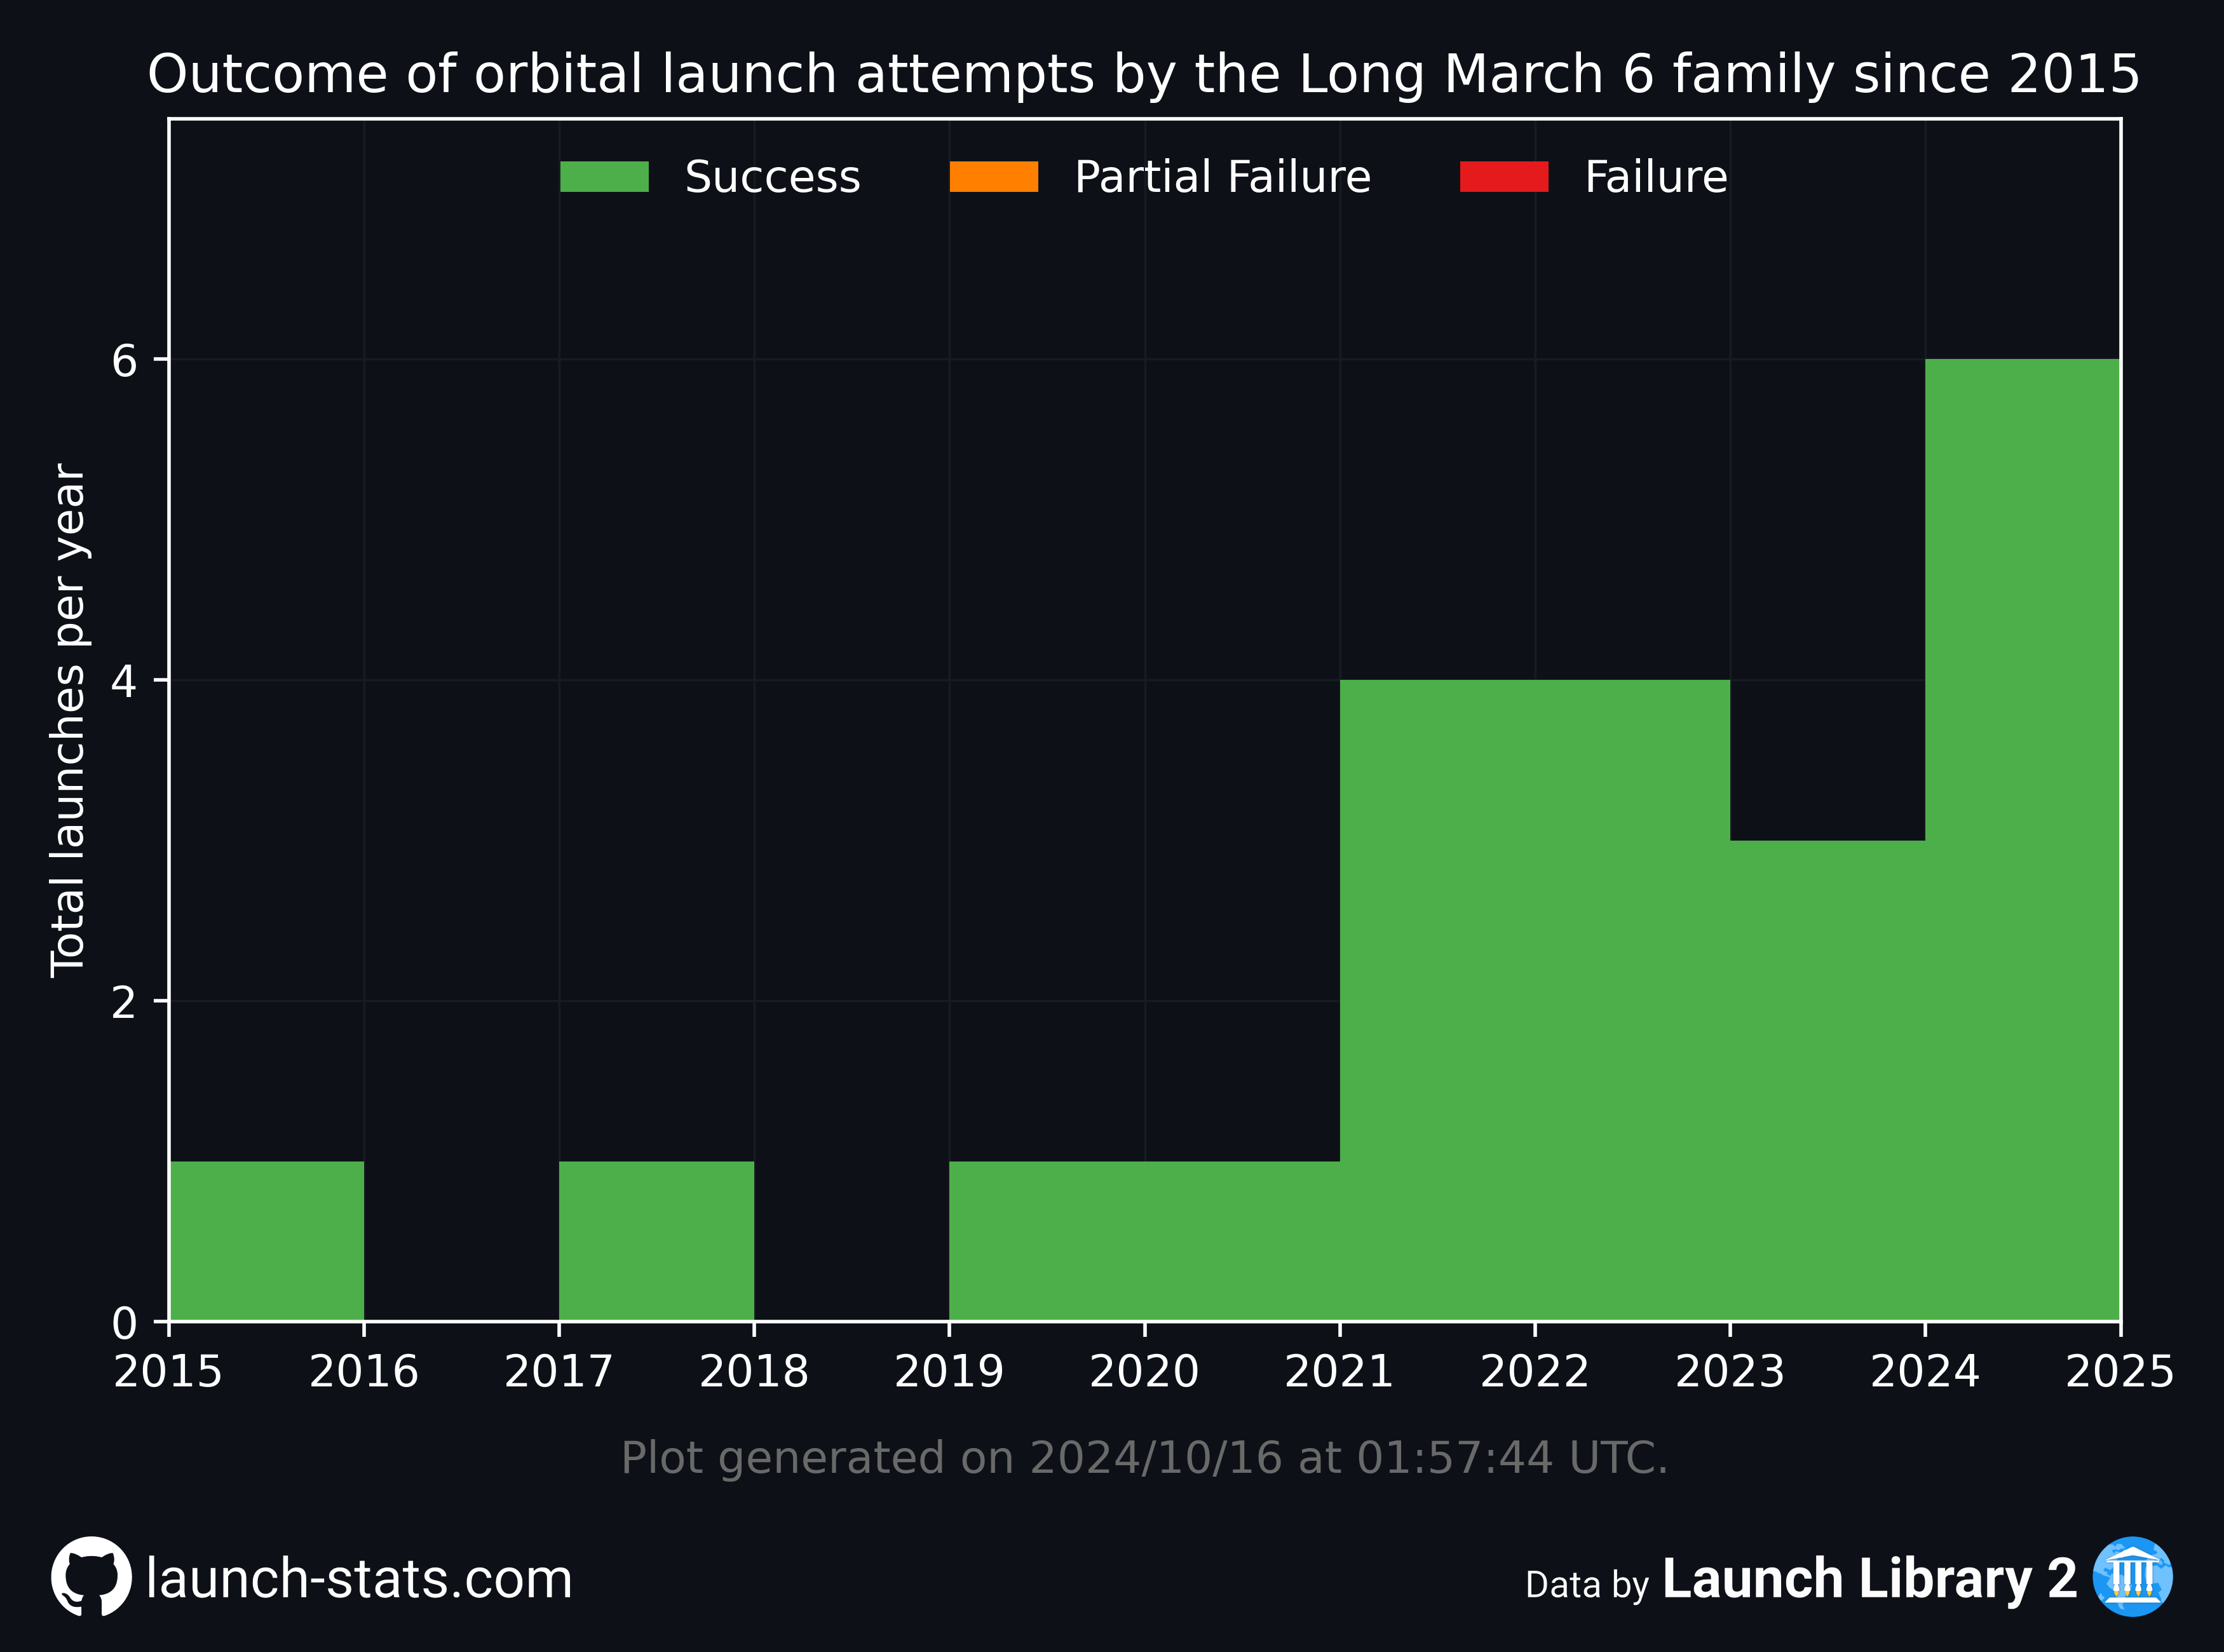 Outcome of orbital launch attempts by the Long March 6 family since 2015
Success Partial Failure Failure
Total launches per year
6
4
2
0
2015 2016 2017 2018 2019 2020 2021 2022 2023 2024 2025
Plot generated on 2024/10/16 at 01:57:44 UTC.
launch-stats.com
Data by Launch Library 2